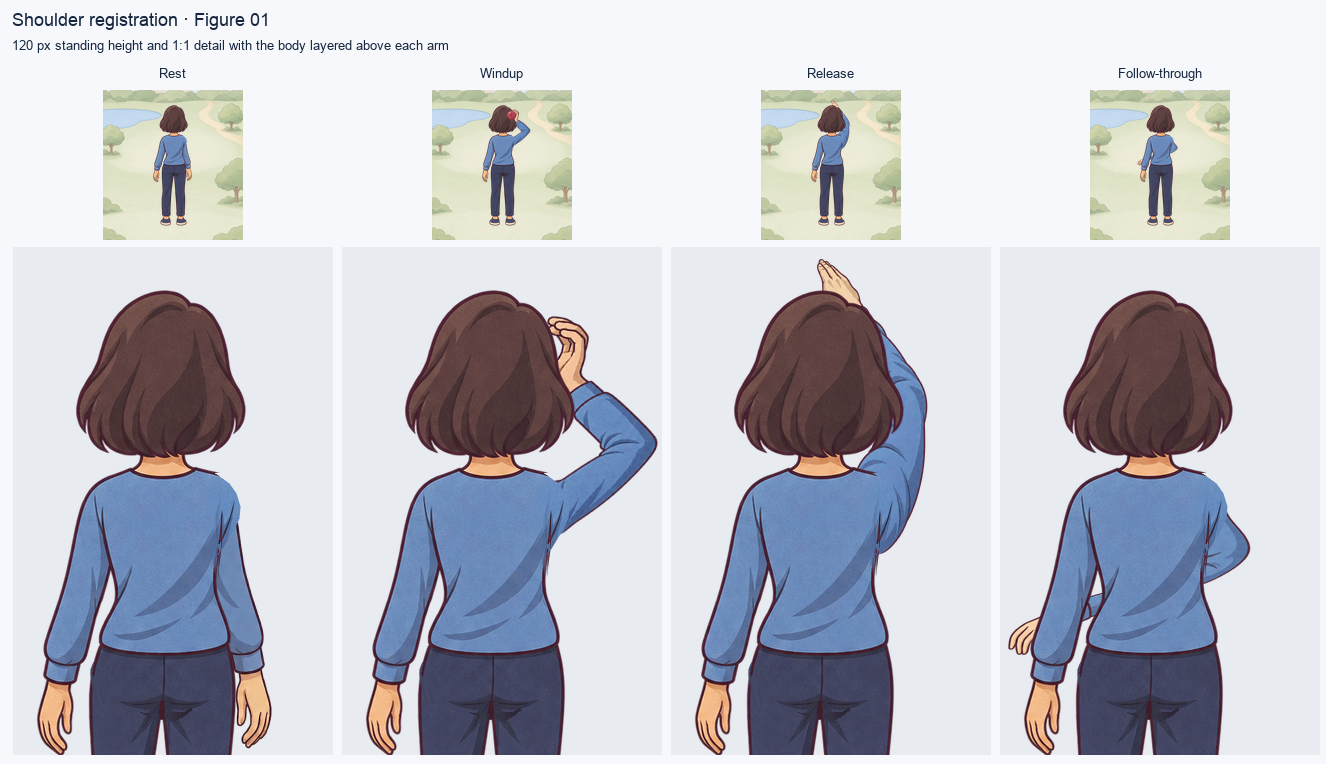 Shoulder registration · Figure 01
120 px standing height and 1:1 detail with the body layered above each arm
Rest
Windup
Release
Follow-through